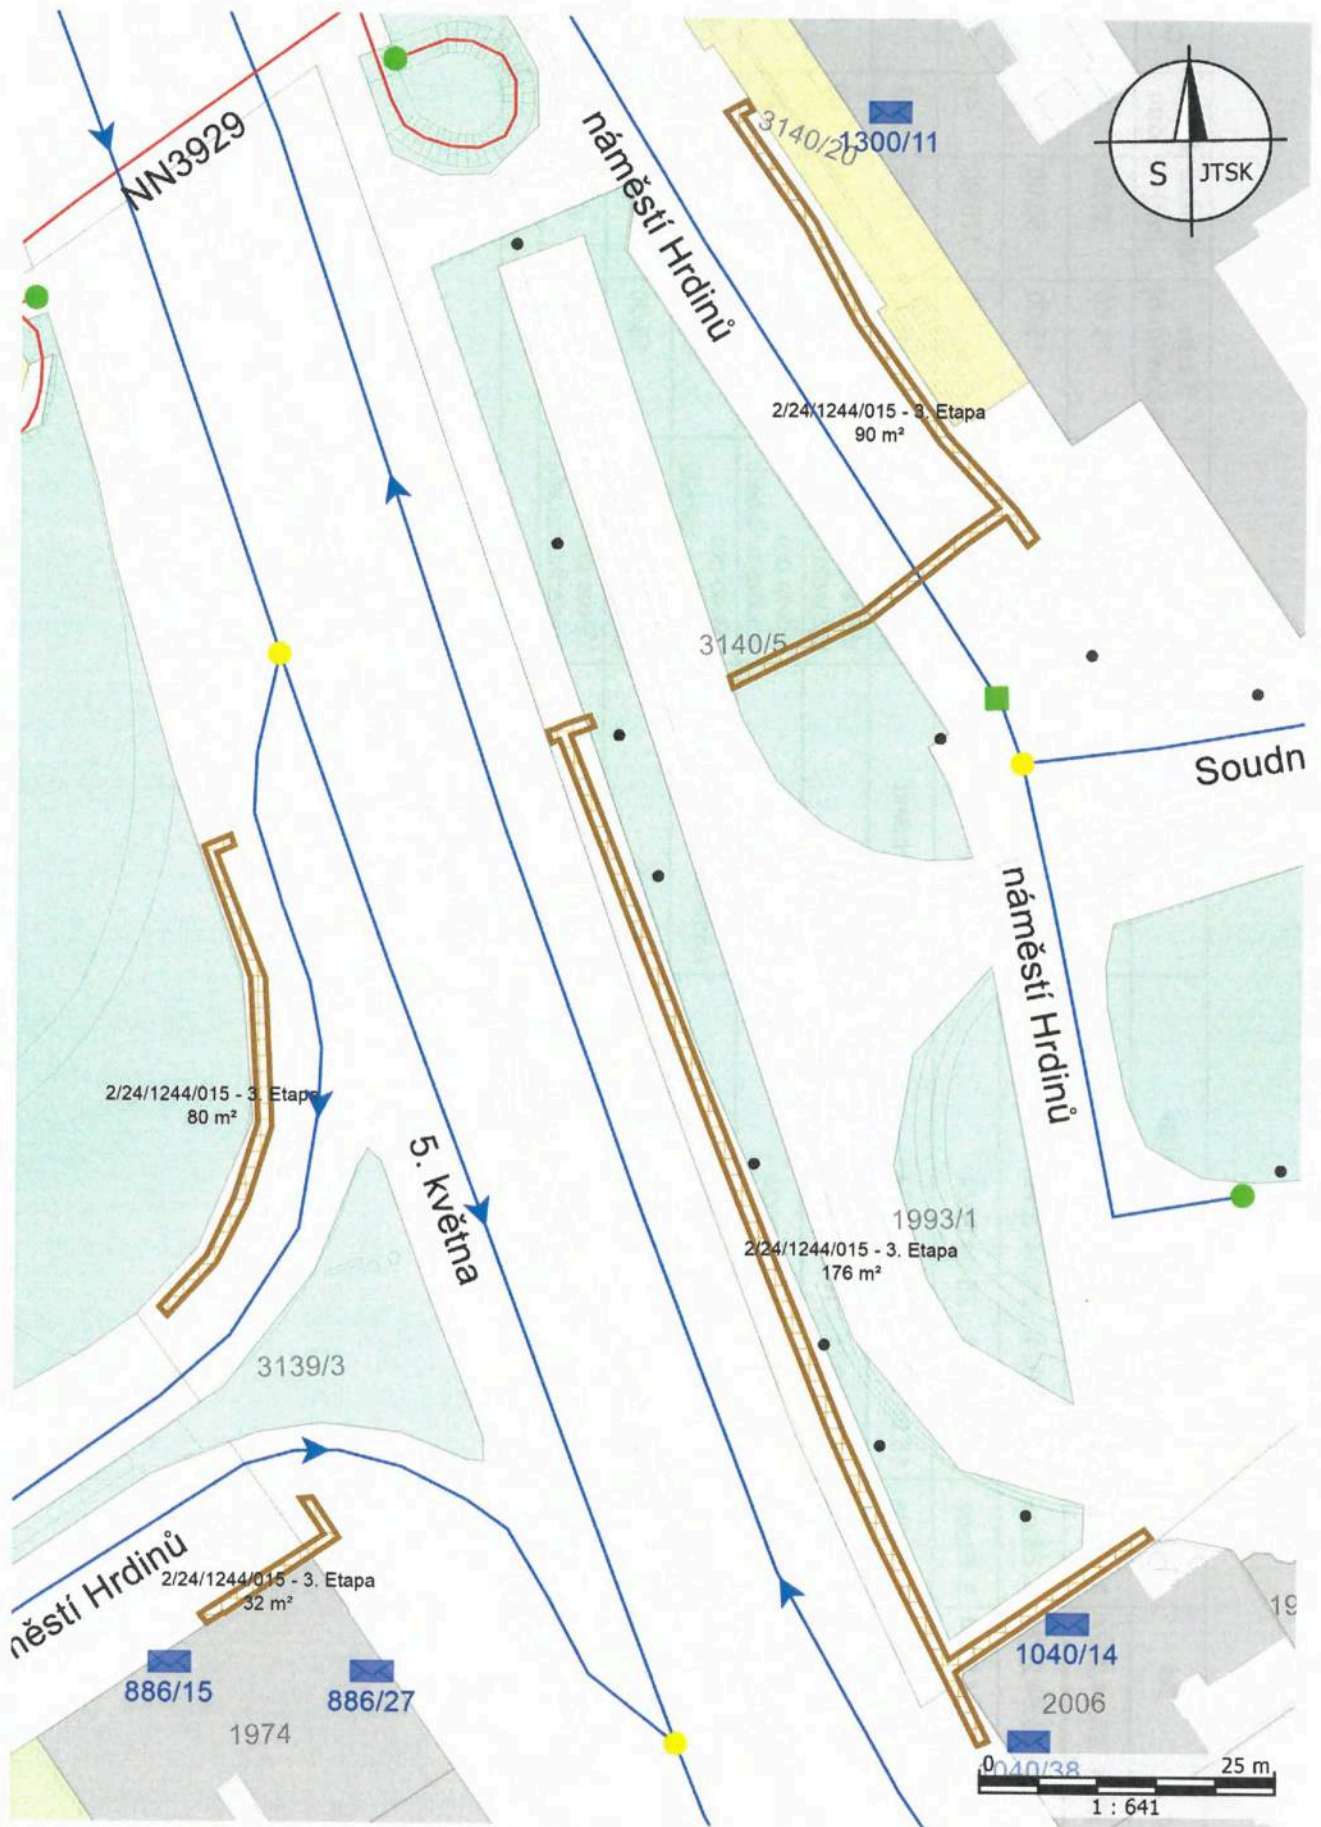 NN3929
náměstí Hrdinů
3140/20
1300/11
S JTSK
2/24/1244/015 - 3. Etapa
90 m²
3140/5
Soudn
náměstí Hrdinů
2/24/1244/015 - 3. Etapa
80 m²
5. května
1993/1
2/24/1244/015 - 3. Etapa
176 m²
3139/3
městí Hrdinů
2/24/1244/015 - 3. Etapa
32 m²
886/15
886/27
1974
1040/14
19
2006
1040/38
0 25 m
1 : 641